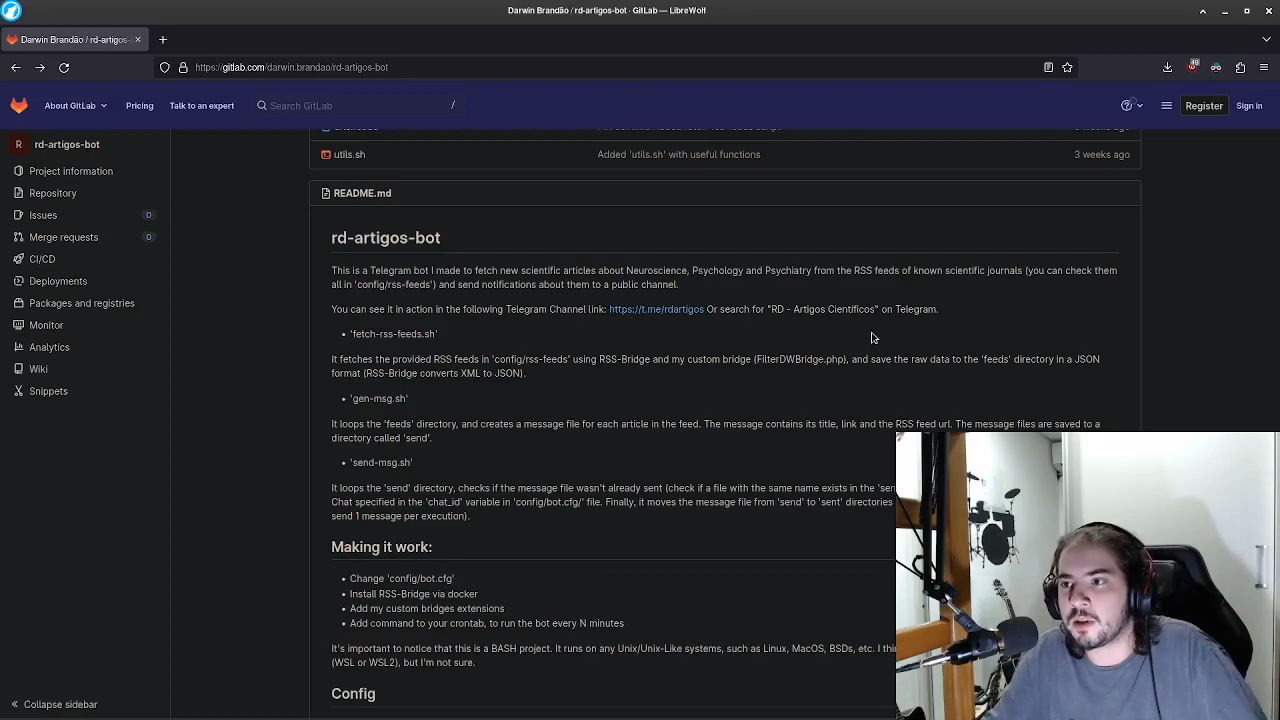 Darwin Brandão / rd-artigos-bot · GitLab — LibreWolf
Darwin Brandão / rd-artigos-
https://gitlab.com/darwin.brandao/rd-artigos-bot
49
About GitLab
Pricing
Talk to an expert
Search GitLab
/
Register
Sign in
R
rd-artigos-bot
Project information
Repository
Issues
0
Merge requests
0
CI/CD
Deployments
Packages and registries
Monitor
Analytics
Wiki
Snippets
Collapse sidebar
utils.sh
Added 'utils.sh' with useful functions
3 weeks ago
README.md
rd-artigos-bot
This is a Telegram bot I made to fetch new scientific articles about Neuroscience, Psychology and Psychiatry from the RSS feeds of known scientific journals (you can check them
all in 'config/rss-feeds') and send notifications about them to a public channel.
You can see it in action in the following Telegram Channel link: https://t.me/rdartigos Or search for "RD - Artigos Científicos" on Telegram.
• 'fetch-rss-feeds.sh'
It fetches the provided RSS feeds in 'config/rss-feeds' using RSS-Bridge and my custom bridge (FilterDWBridge.php), and save the raw data to the 'feeds' directory in a JSON
format (RSS-Bridge converts XML to JSON).
• 'gen-msg.sh'
It loops the 'feeds' directory, and creates a message file for each article in the feed. The message contains its title, link and the RSS feed url. The message files are saved to a
directory called 'send'.
• 'send-msg.sh'
It loops the 'send' directory, checks if the message file wasn't already sent (check if a file with the same name exists in the 'sen
Chat specified in the 'chat_id' variable in 'config/bot.cfg/' file. Finally, it moves the message file from 'send' to 'sent' directories
send 1 message per execution).
Making it work:
• Change 'config/bot.cfg'
• Install RSS-Bridge via docker
• Add my custom bridges extensions
• Add command to your crontab, to run the bot every N minutes
It's important to notice that this is a BASH project. It runs on any Unix/Unix-Like systems, such as Linux, MacOS, BSDs, etc. I thin
(WSL or WSL2), but I'm not sure.
Config